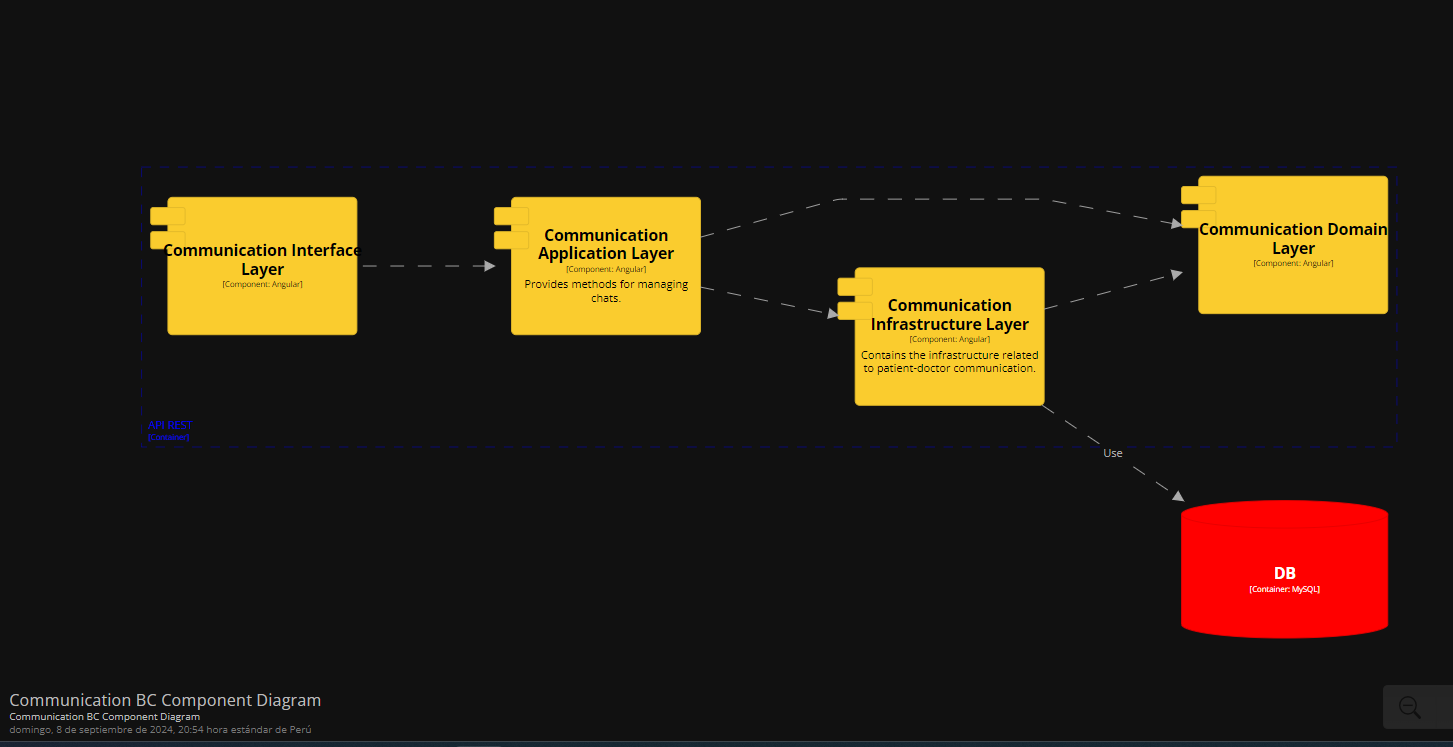 Communication Interface
Layer
[Component: Angular]
Communication
Application Layer
[Component: Angular]
Provides methods for managing
chats.
Communication
Infrastructure Layer
[Component: Angular]
Contains the infrastructure related
to patient-doctor communication.
Communication Domain
Layer
[Component: Angular]
API REST
[Container]
Use
DB
[Container: MySQL]
Communication BC Component Diagram
Communication BC Component Diagram
domingo, 8 de septiembre de 2024, 20:54 hora estándar de Perú